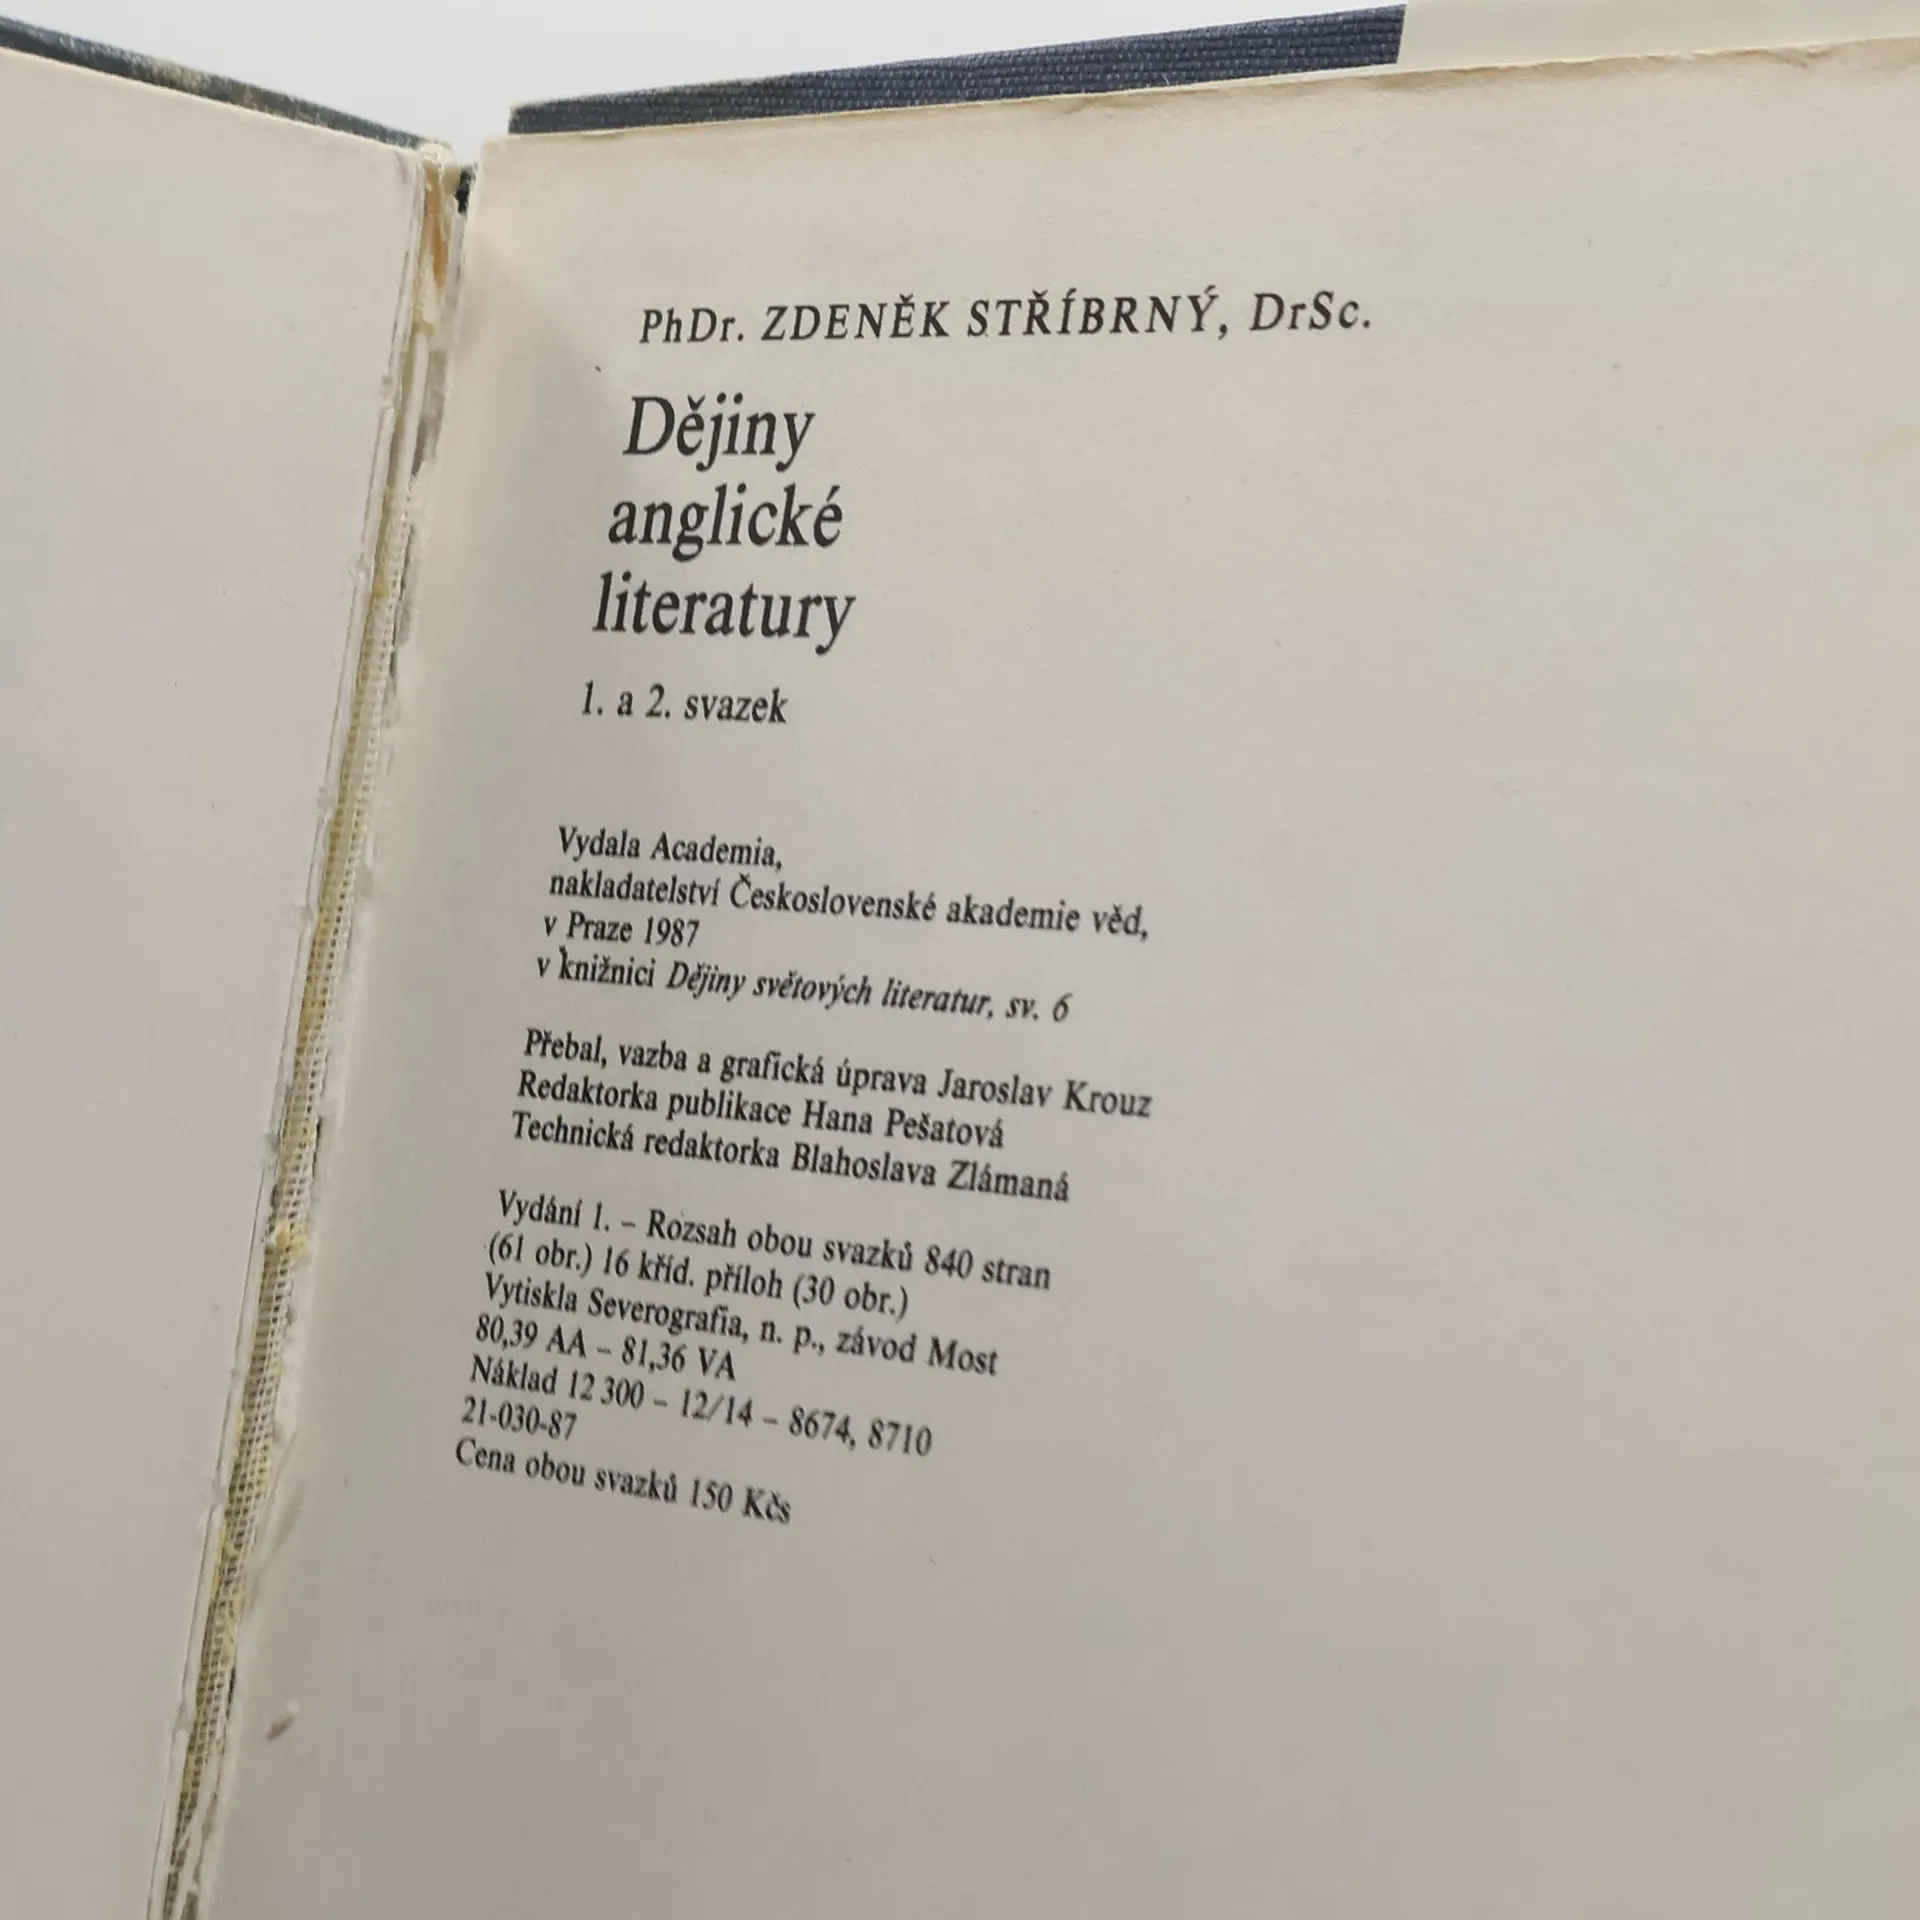 PhDr. ZDENĚK STŘÍBRNÝ, DrSc.
Dějiny
anglické
literatury
1. a 2. svazek
Vydala Academia,
nakladatelství Československé akademie věd,
v Praze 1987
v knižnici Dějiny světových literatur, sv. 6
Přebal, vazba a grafická úprava Jaroslav Krouz
Redaktorka publikace Hana Pešatová
Technická redaktorka Blahoslava Zlámaná
Vydání 1. – Rozsah obou svazků 840 stran
(61 obr.) 16 kříd. příloh (30 obr.)
Vytiskla Severografia, n. p., závod Most
80,39 AA – 81,36 VA
Náklad 12 300 – 12/14 – 8674, 8710
21-030-87
Cena obou svazků 150 Kčs